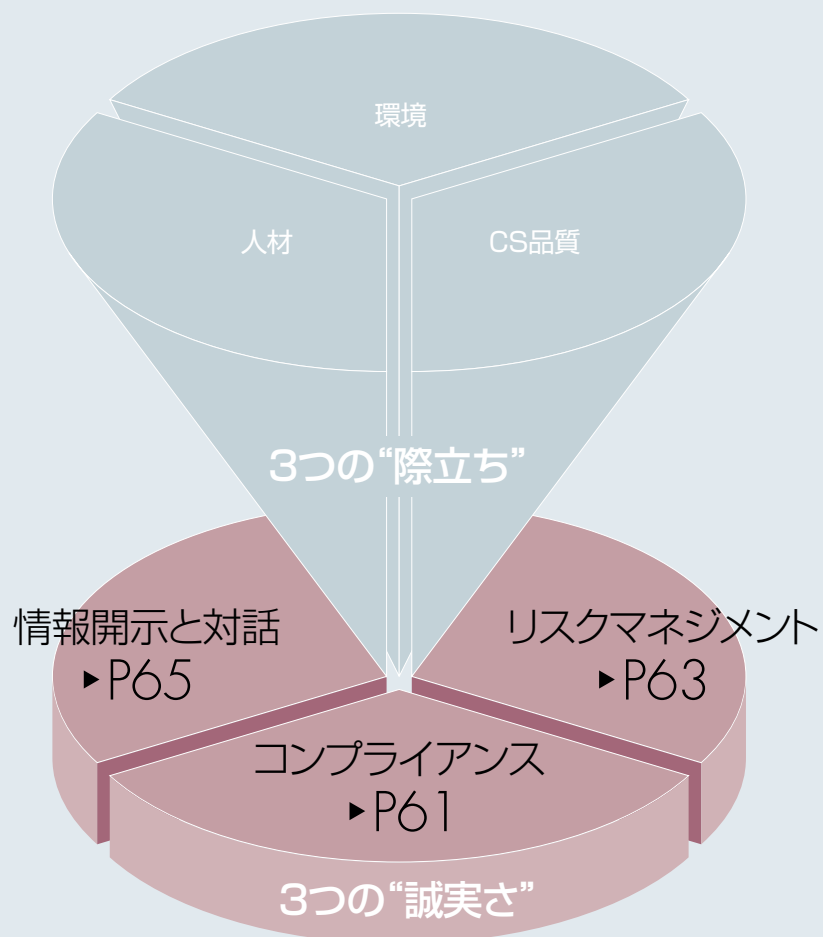 環境
人材
CS品質
3つの“際立ち”
情報開示と対話
▶P65
リスクマネジメント
▶P63
コンプライアンス
▶P61
3つの“誠実さ”